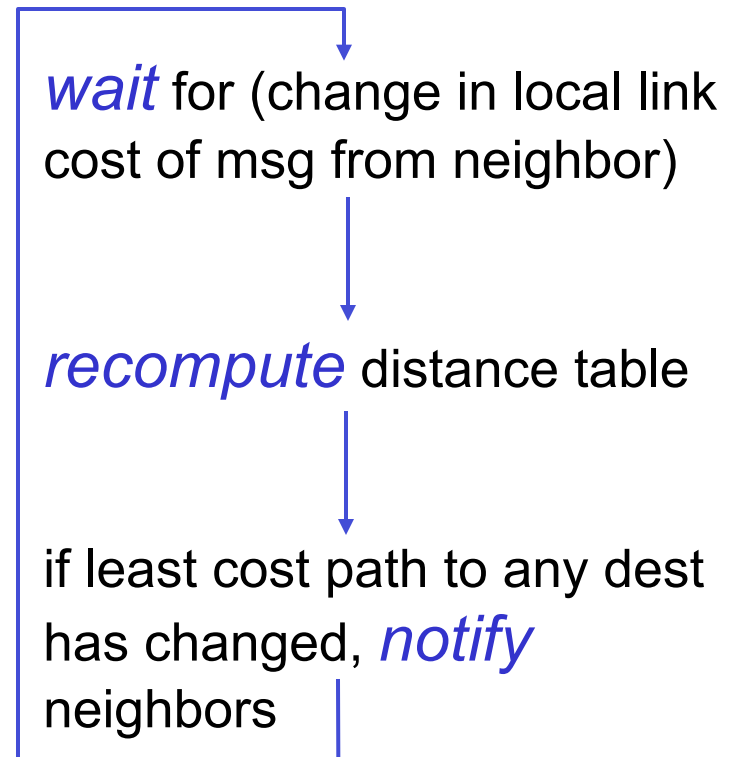 wait for (change in local link
cost of msg from neighbor)
recompute distance table
if least cost path to any dest
has changed, notify
neighbors